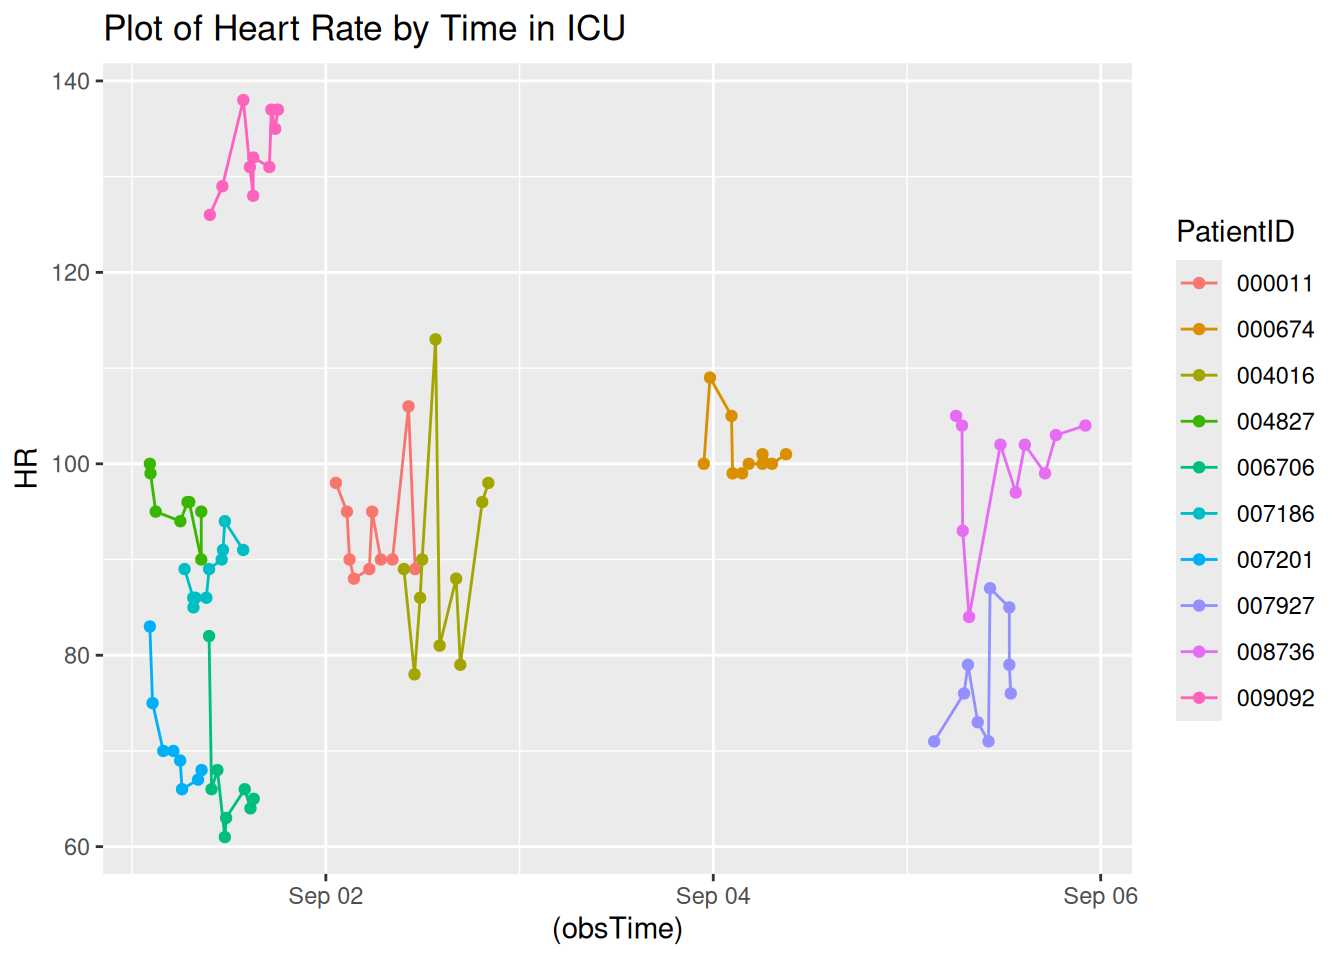 Plot of Heart Rate by Time in ICU
140
120
100
80
60
HR
Sep 02
Sep 04
Sep 06
(obsTime)
PatientID
000011
000674
004016
004827
006706
007186
007201
007927
008736
009092